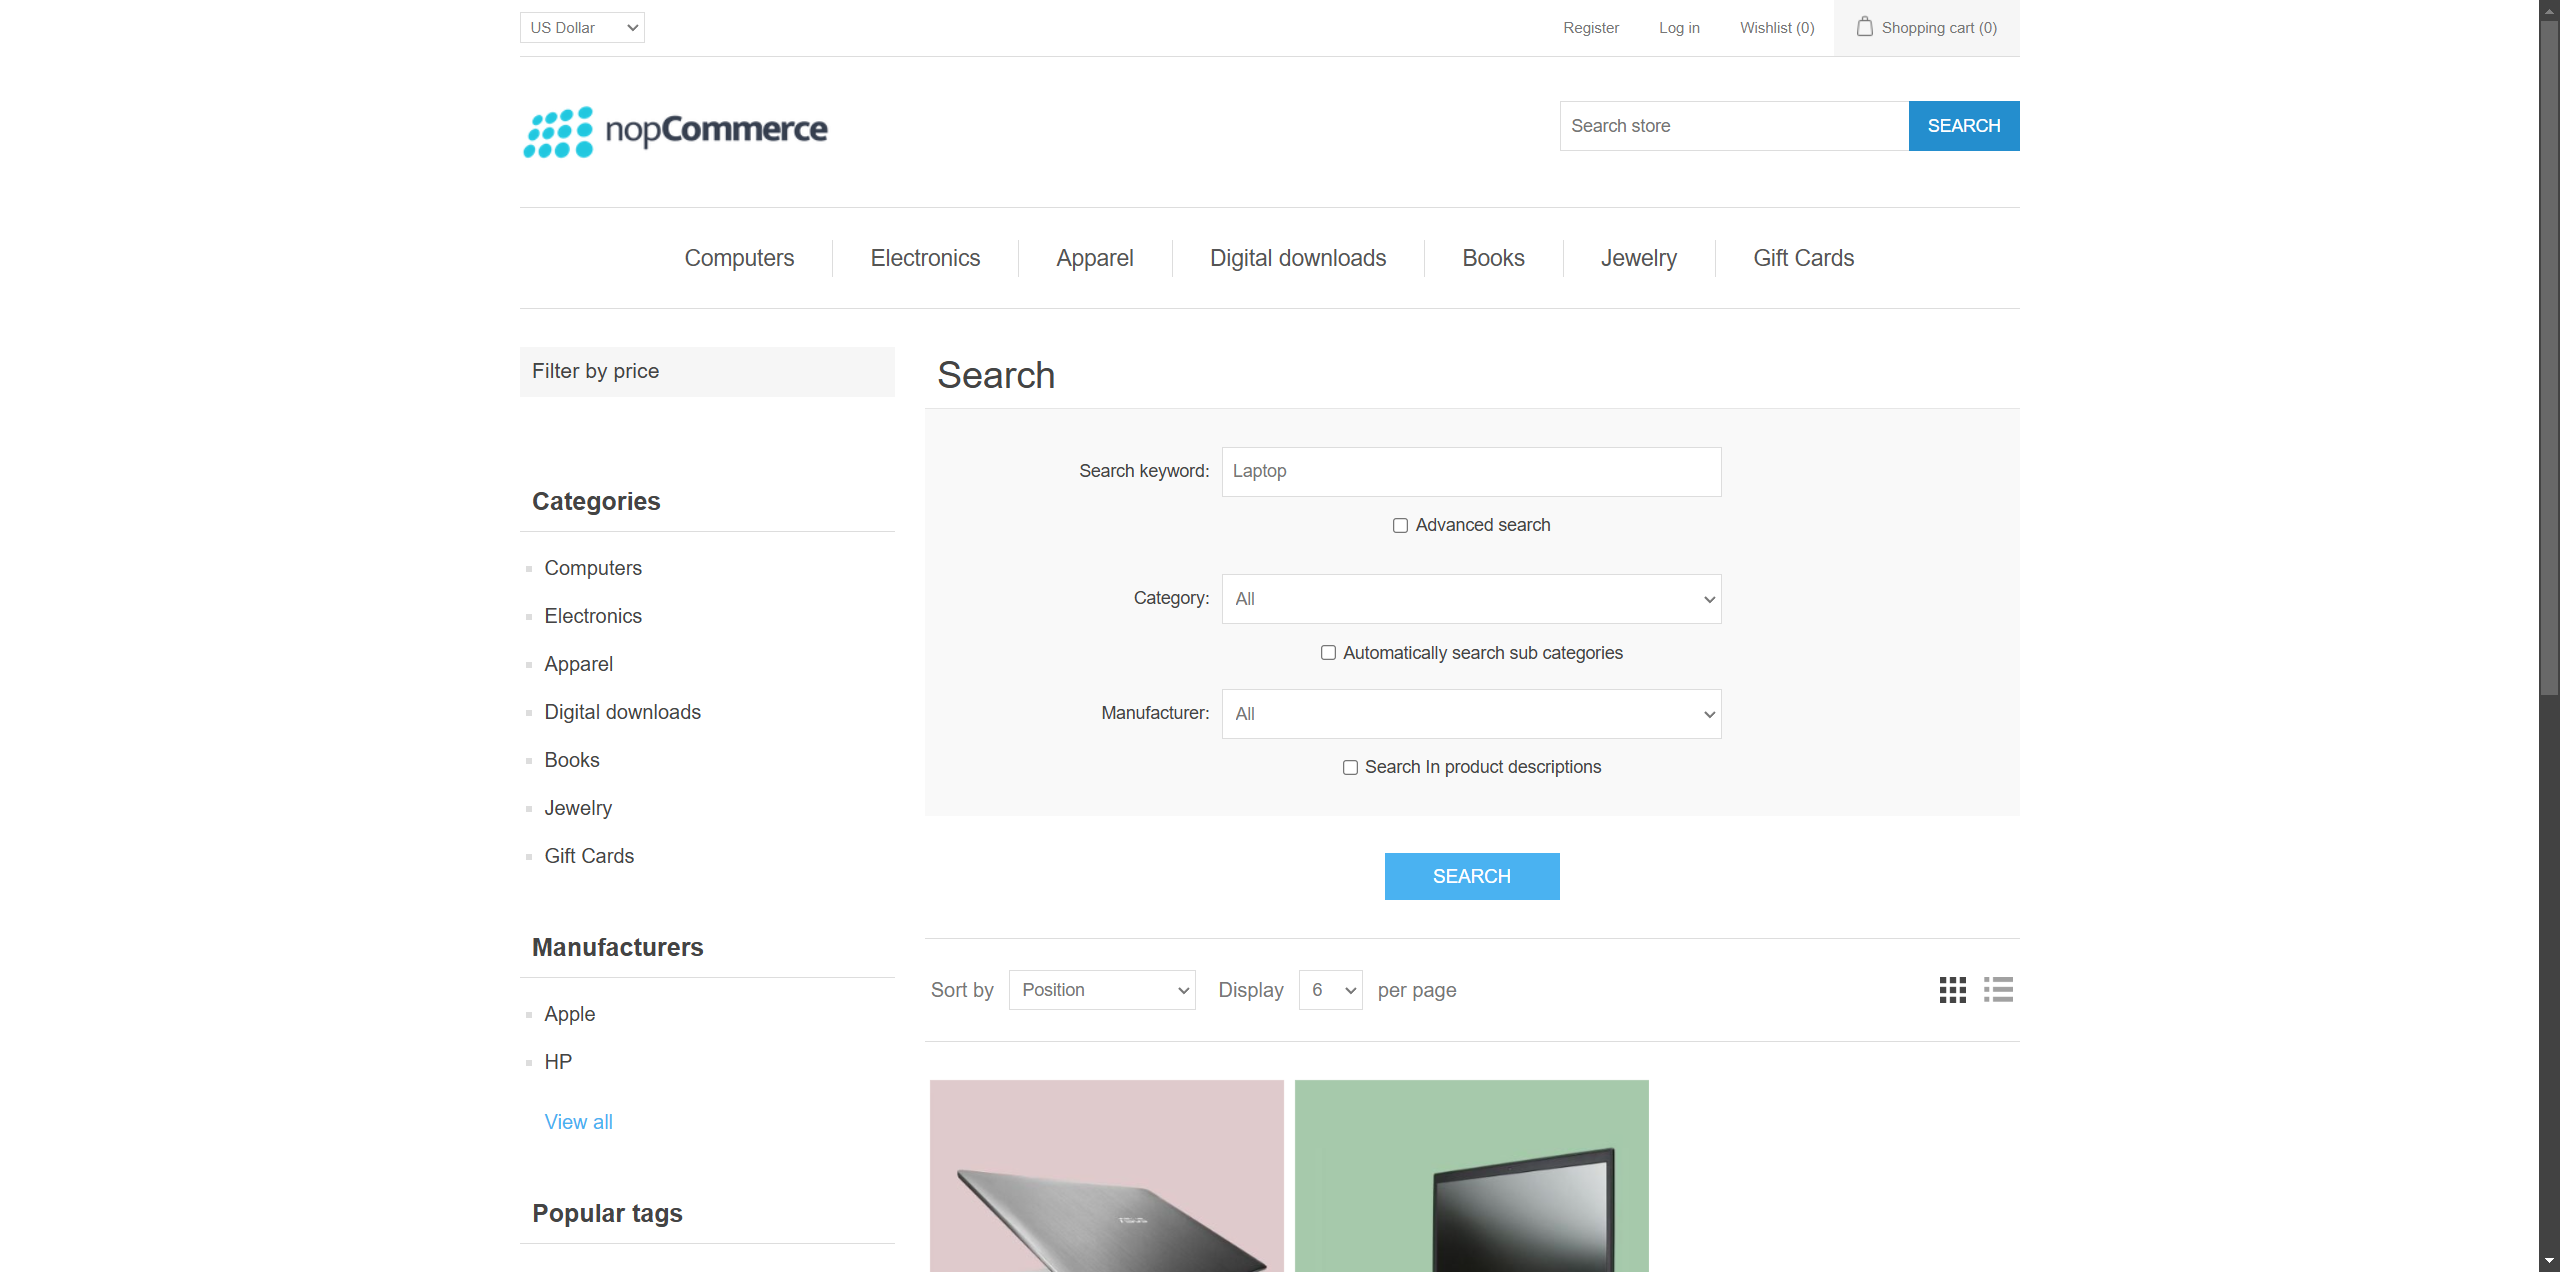 US Dollar
Register
Log in
Wishlist (0)
Shopping cart (0)
nopCommerce
Search store
SEARCH
Computers
Electronics
Apparel
Digital downloads
Books
Jewelry
Gift Cards
Filter by price
Categories
Computers
Electronics
Apparel
Digital downloads
Books
Jewelry
Gift Cards
Manufacturers
Apple
HP
View all
Popular tags
Search
Search keyword:
Laptop
Advanced search
Category:
All
Automatically search sub categories
Manufacturer:
All
Search In product descriptions
SEARCH
Sort by
Position
Display
6
per page